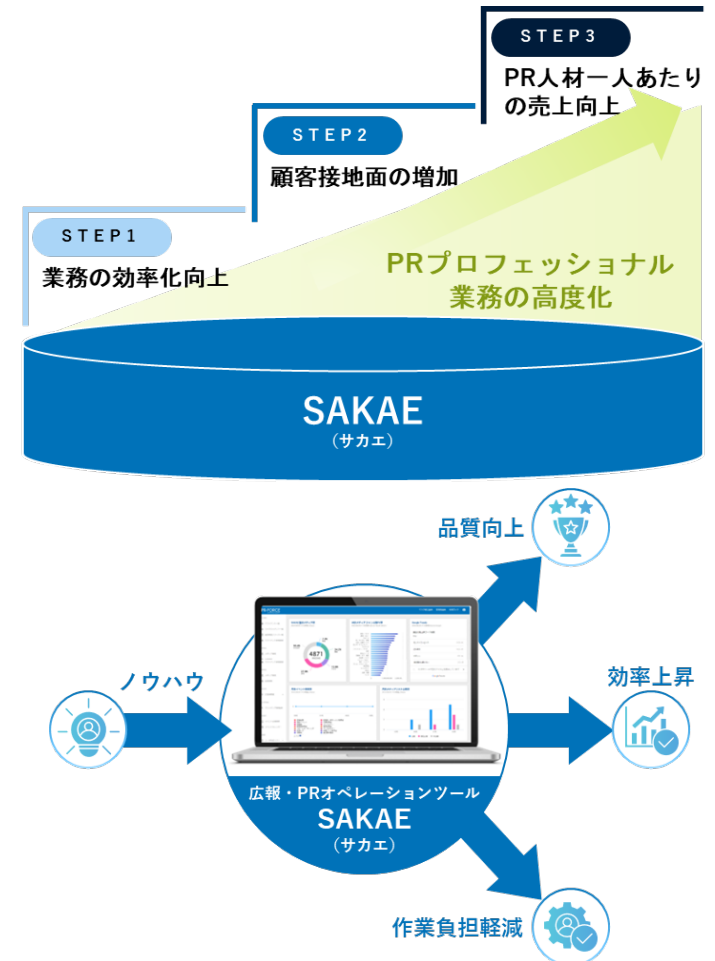 STEP3
PR人材一人あたり
の売上向上
STEP2
顧客接地面の増加
STEP1
業務の効率化向上
PRプロフェッショナル
業務の高度化
SAKAE
(サカエ)
品質向上
ノウハウ
効率上昇
4871
広報・PRオペレーションツール
SAKAE
(サカエ)
作業負担軽減